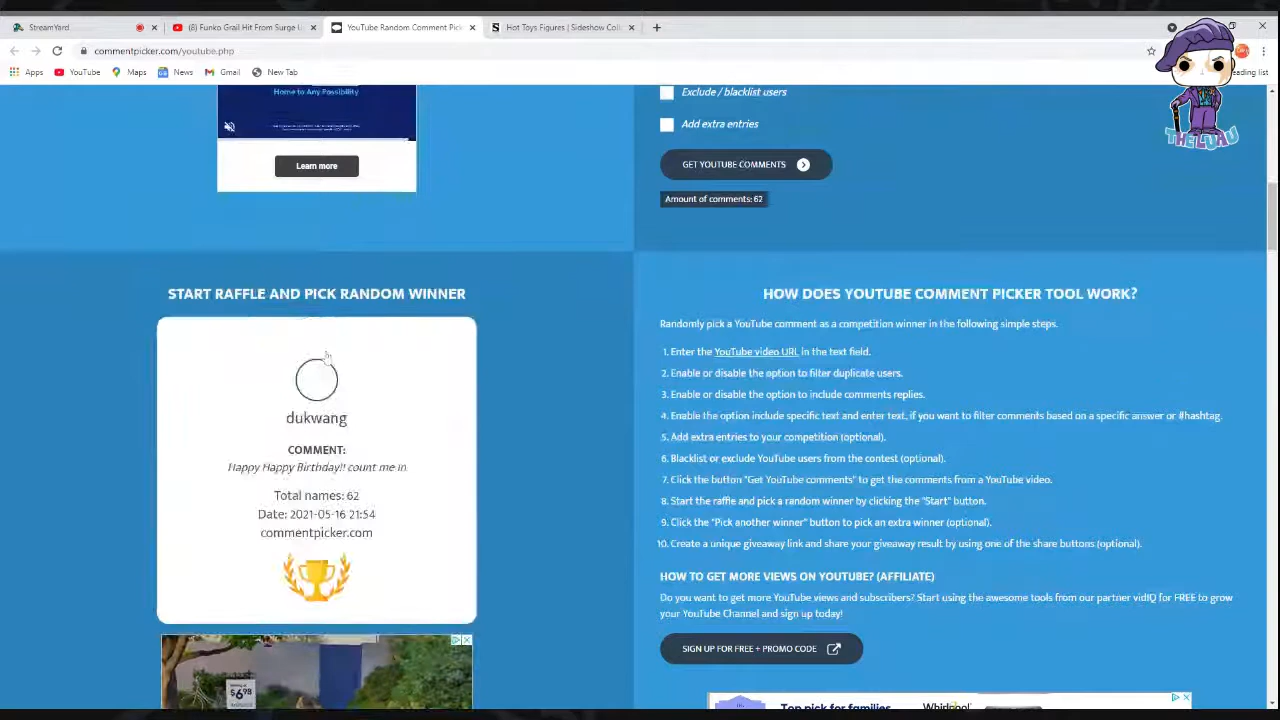 StreamYard
(8) Funko Grail Hit From Surge U
YouTube Random Comment Pick
Hot Toys Figures | Sideshow Coll
commentpicker.com/youtube.php
Apps
YouTube
Maps
News
Gmail
New Tab
eading list
THE LUAU
Home to Any Possibility
Learn more
Exclude / blacklist users
Add extra entries
GET YOUTUBE COMMENTS
Amount of comments: 62
START RAFFLE AND PICK RANDOM WINNER
dukwang
COMMENT:
Happy Happy Birthday!! count me in
Total names: 62
Date: 2021-05-16 21:54
commentpicker.com
$6.98
HOW DOES YOUTUBE COMMENT PICKER TOOL WORK?
Randomly pick a YouTube comment as a competition winner in the following simple steps.
1. Enter the YouTube video URL in the text field.
2. Enable or disable the option to filter duplicate users.
3. Enable or disable the option to include comments replies.
4. Enable the option include specific text and enter text, if you want to filter comments based on a specific answer or #hashtag.
5. Add extra entries to your competition (optional).
6. Blacklist or exclude YouTube users from the contest (optional).
7. Click the button "Get YouTube comments" to get the comments from a YouTube video.
8. Start the raffle and pick a random winner by clicking the "Start" button.
9. Click the "Pick another winner" button to pick an extra winner (optional).
10. Create a unique giveaway link and share your giveaway result by using one of the share buttons (optional).
HOW TO GET MORE VIEWS ON YOUTUBE? (AFFILIATE)
Do you want to get more YouTube views and subscribers? Start using the awesome tools from our partner vidIQ for FREE to grow
your YouTube Channel and sign up today!
SIGN UP FOR FREE + PROMO CODE
Top pick for families
Whirlpool